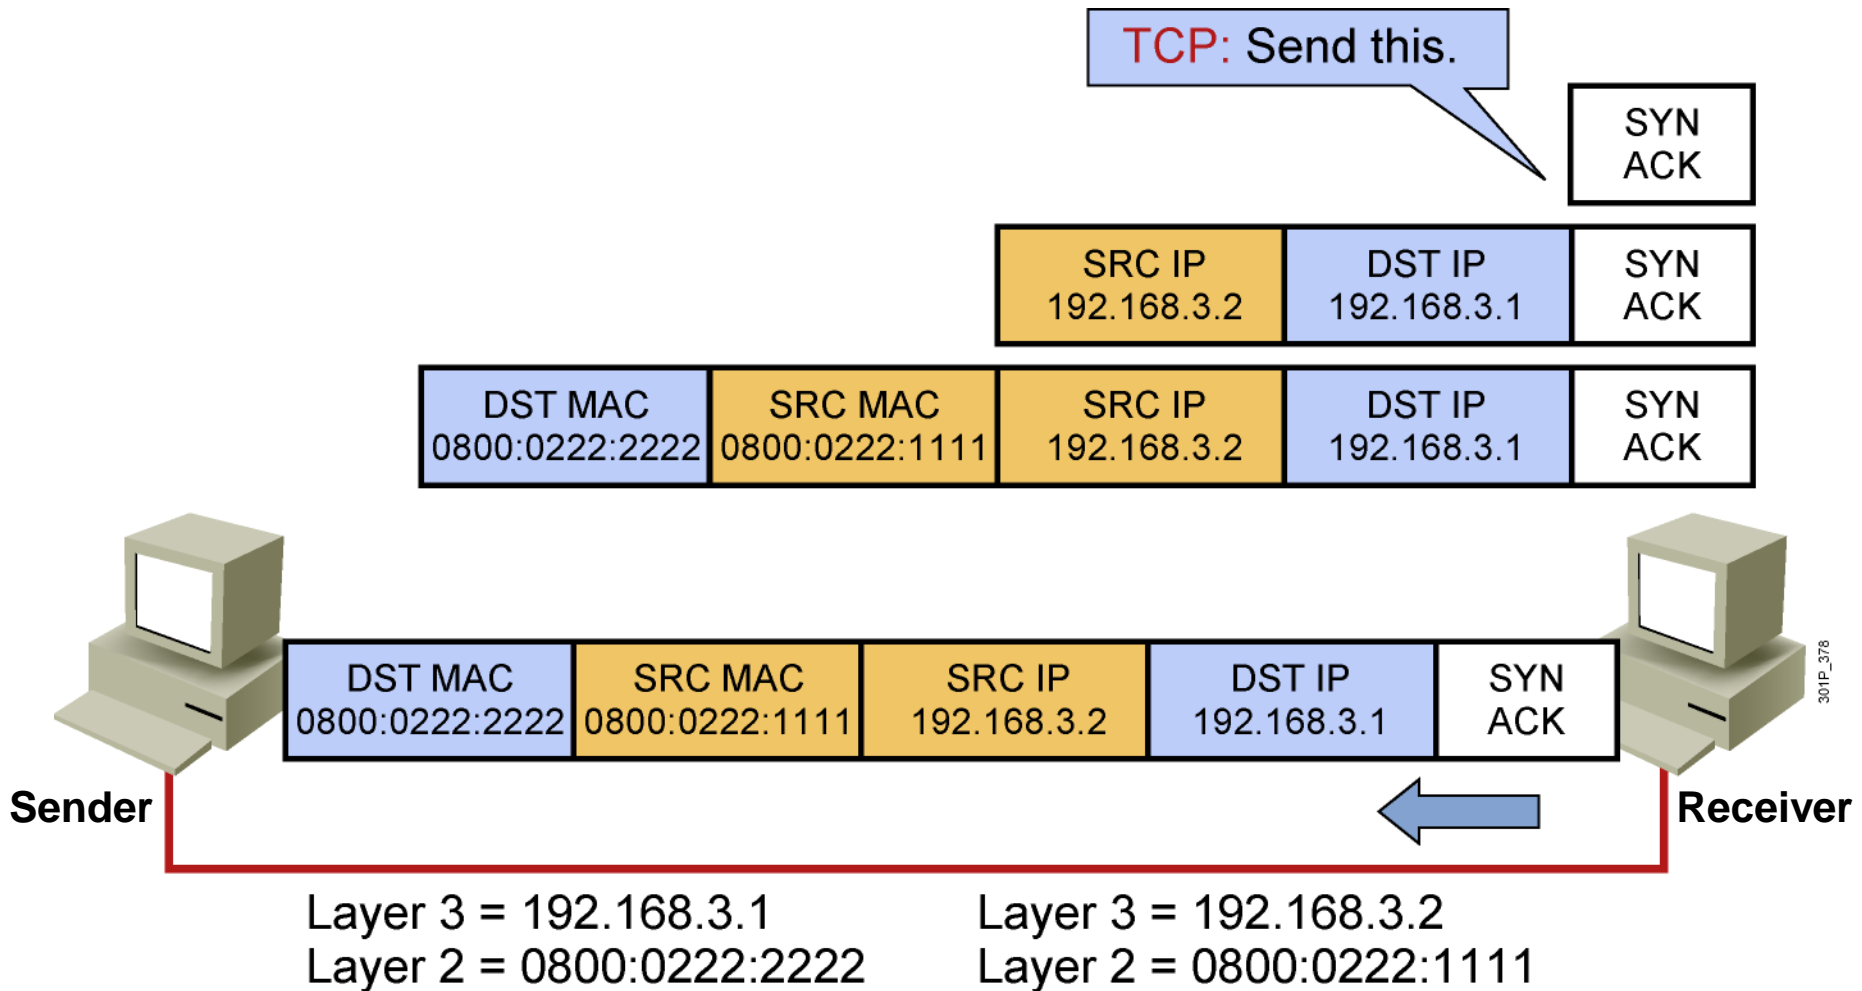 TCP: Send this.
SYN
ACK
SRC IP
192.168.3.2
DST IP
192.168.3.1
SYN
ACK
DST MAC
0800:0222:2222
SRC MAC
0800:0222:1111
SRC IP
192.168.3.2
DST IP
192.168.3.1
SYN
ACK
DST MAC
0800:0222:2222
SRC MAC
0800:0222:1111
SRC IP
192.168.3.2
DST IP
192.168.3.1
SYN
ACK
301P_378
Sender
Receiver
Layer 3 = 192.168.3.1
Layer 2 = 0800:0222:2222
Layer 3 = 192.168.3.2
Layer 2 = 0800:0222:1111